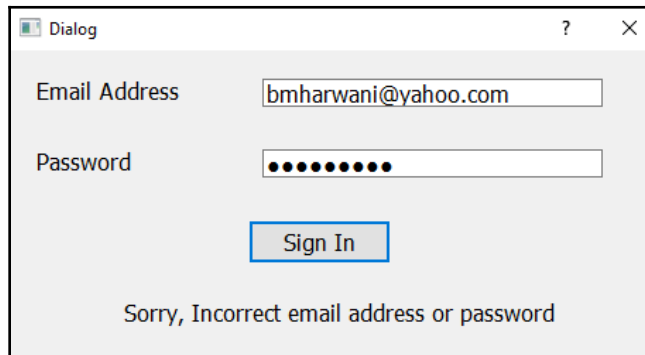 Dialog ? ×
Email Address bmharwani@yahoo.com
Password ●●●●●●●●●
Sign In
Sorry, Incorrect email address or password